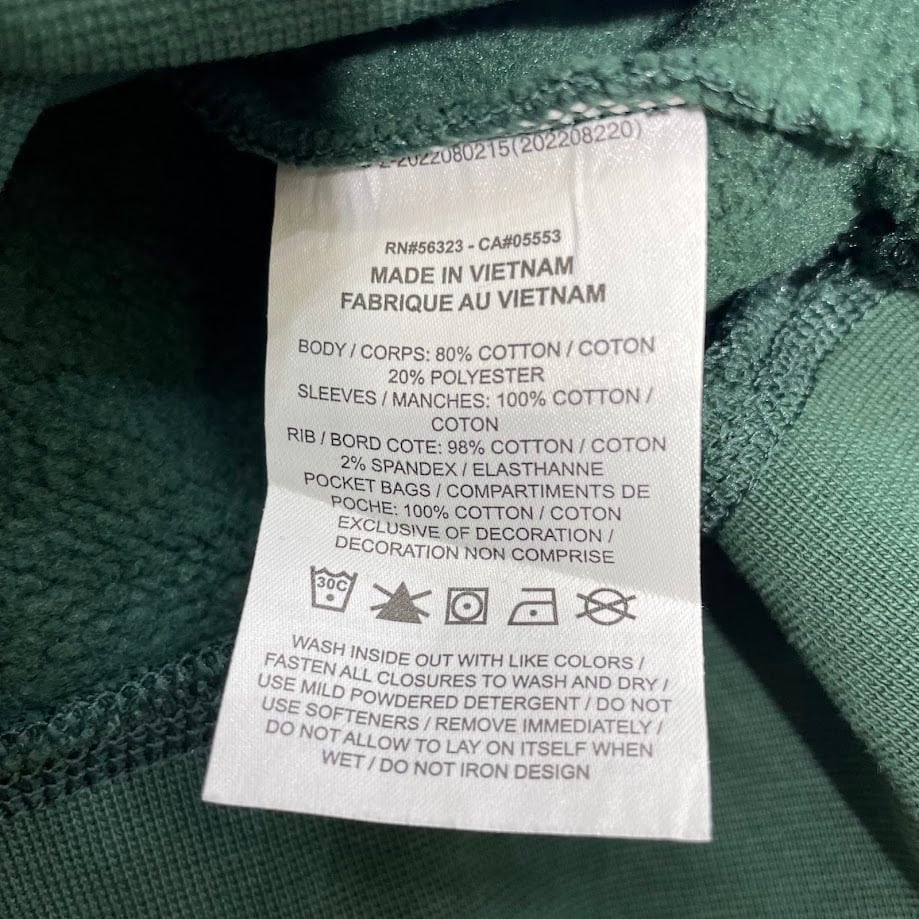 -2022080215(202208220)
RN#56323 - CA#05553
MADE IN VIETNAM
FABRIQUE AU VIETNAM
BODY / CORPS: 80% COTTON / COTON
20% POLYESTER
SLEEVES / MANCHES: 100% COTTON /
COTON
RIB / BORD COTE: 98% COTTON / COTON
2% SPANDEX / ELASTHANNE
POCKET BAGS / COMPARTIMENTS DE
POCHE: 100% COTTON / COTON
EXCLUSIVE OF DECORATION /
DECORATION NON COMPRISE
30C
WASH INSIDE OUT WITH LIKE COLORS /
FASTEN ALL CLOSURES TO WASH AND DRY /
USE MILD POWDERED DETERGENT / DO NOT
USE SOFTENERS / REMOVE IMMEDIATELY /
DO NOT ALLOW TO LAY ON ITSELF WHEN
WET / DO NOT IRON DESIGN